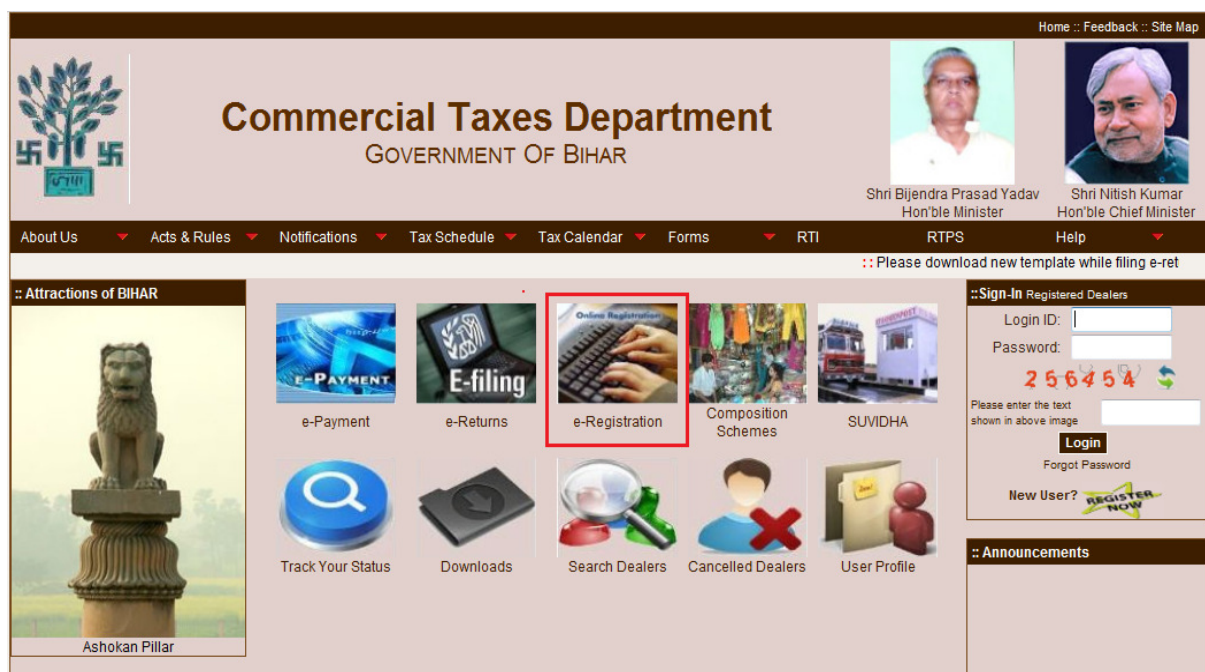 Home :: Feedback :: Site Map
Commercial Taxes Department
GOVERNMENT OF BIHAR
Shri Bijendra Prasad Yadav
Hon'ble Minister
Shri Nitish Kumar
Hon'ble Chief Minister
About Us Acts & Rules Notifications Tax Schedule Tax Calendar Forms RTI RTPS Help
:: Please download new template while filing e-ret
:: Attractions of BIHAR
Ashokan Pillar
e-PAYMENT
e-Payment
E-filing
e-Returns
Online Registration
e-Registration
Composition
Schemes
SUVIDHA
Track Your Status
Downloads
Search Dealers
Cancelled Dealers
User Profile
::Sign-In Registered Dealers
Login ID:
Password:
256454
Please enter the text
shown in above image
Login
Forgot Password
New User? REGISTER
NOW
:: Announcements